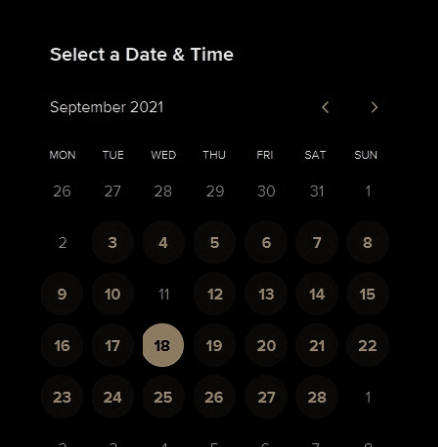 Select a Date & Time
September 2021
MON TUE WED THU FRI SAT SUN
26 27 28 29 30 31 1
2 3 4 5 6 7 8
9 10 11 12 13 14 15
16 17 18 19 20 21 22
23 24 25 26 27 28 1